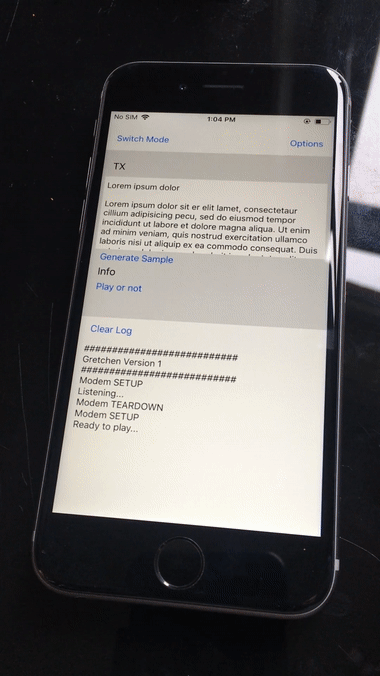 No SIM 1:04 PM
Switch Mode Options
TX
Lorem ipsum dolor
Lorem ipsum dolor sit er elit lamet, consectetaur
cillium adipisicing pecu, sed do eiusmod tempor
incididunt ut labore et dolore magna aliqua. Ut enim
ad minim veniam, quis nostrud exercitation ullamco
laboris nisi ut aliquip ex ea commodo consequat. Duis
Generate Sample
Info
Play or not
Clear Log
###########################
Gretchen Version 1
###########################
Modem SETUP
Listening...
Modem TEARDOWN
Modem SETUP
Ready to play...